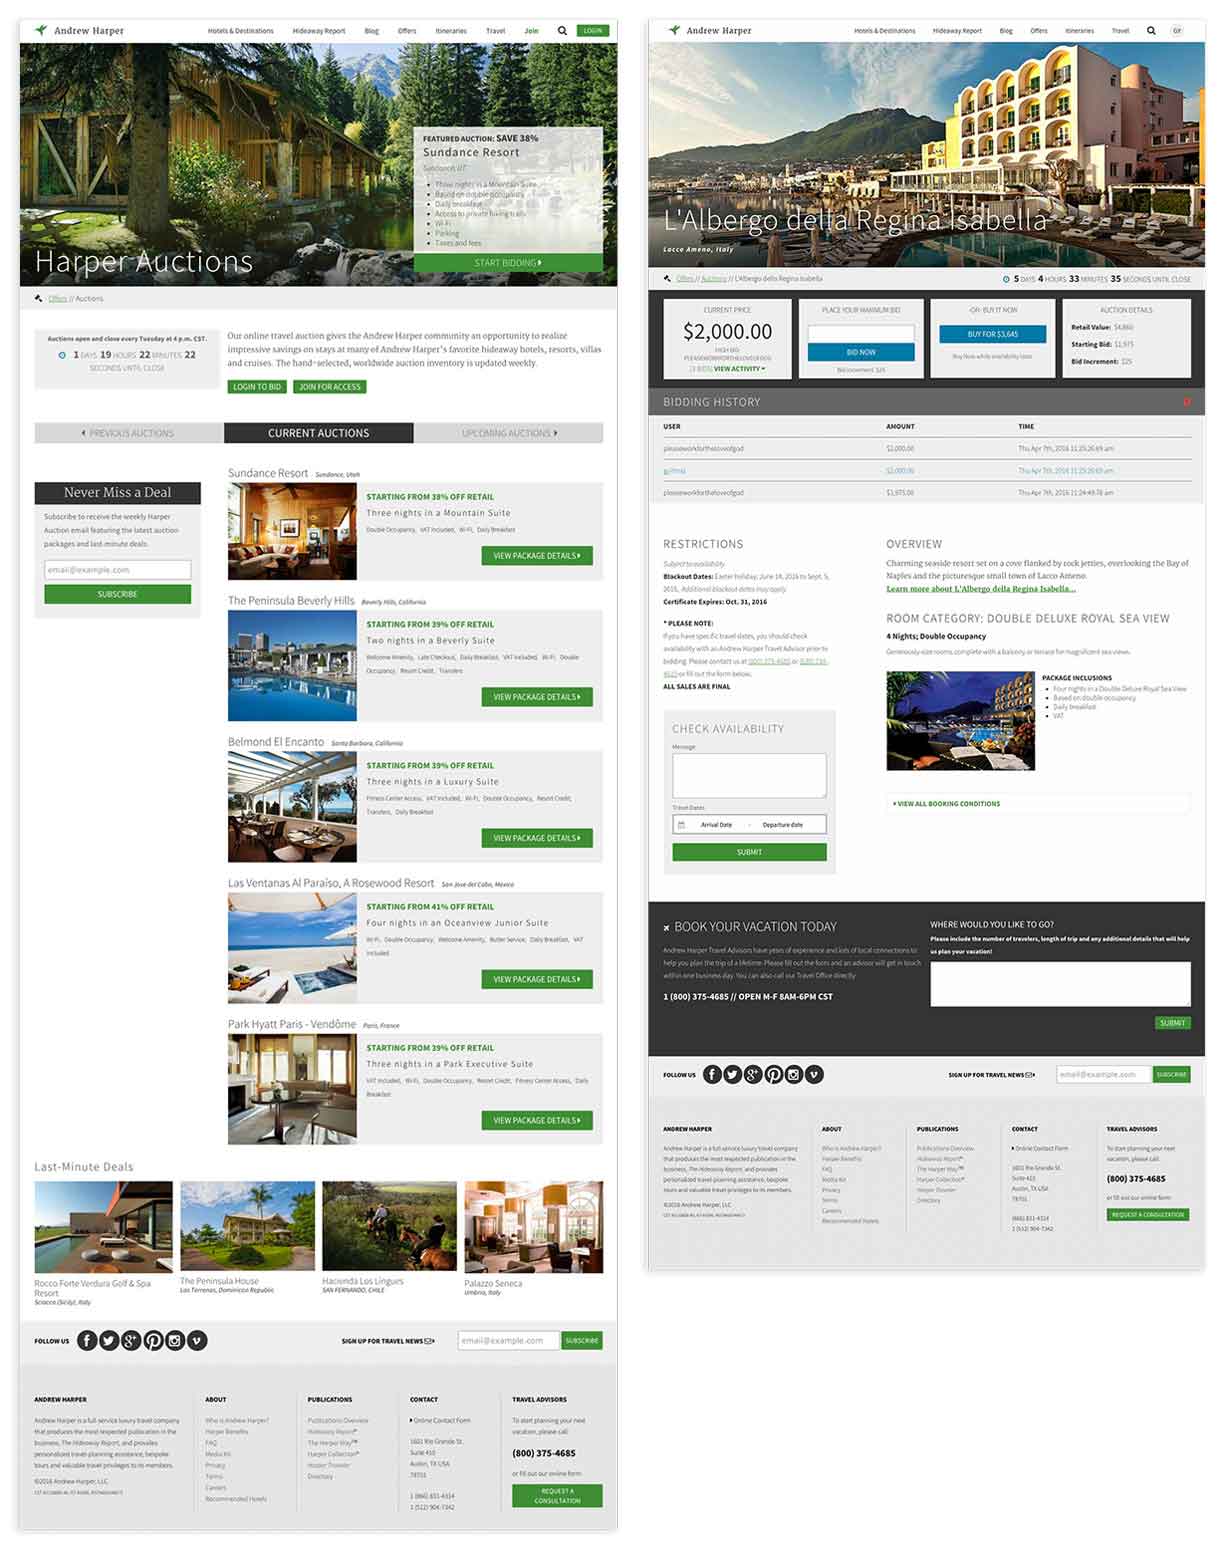 Andrew Harper
Hotels & Destinations Hideaway Report Blog Offers Itineraries Travel Join LOGIN
FEATURED AUCTION: SAVE 38%
Sundance Resort
Sundance, UT
Three nights in a Mountain Suite
Based on double occupancy
Daily breakfast
Access to private hiking trails
Wi-Fi
Parking
Taxes and fees
START BIDDING
Harper Auctions
Offers // Auctions
Auctions open and close every Tuesday at 4 p.m. CST.
1 DAYS 19 HOURS 22 MINUTES 22
SECONDS UNTIL CLOSE
Our online travel auction gives the Andrew Harper community an opportunity to realize
impressive savings on stays at many of Andrew Harper's favorite hideaway hotels, resorts, villas
and cruises. The hand-selected, worldwide auction inventory is updated weekly.
LOGIN TO BID JOIN FOR ACCESS
PREVIOUS AUCTIONS CURRENT AUCTIONS UPCOMING AUCTIONS
Never Miss a Deal
Subscribe to receive the weekly Harper
Auction email featuring the latest auction
packages and last-minute deals.
email@example.com
SUBSCRIBE
Sundance Resort Sundance, Utah
STARTING FROM 38% OFF RETAIL
Three nights in a Mountain Suite
Double Occupancy, VAT Included, Wi-Fi, Daily Breakfast
VIEW PACKAGE DETAILS
The Peninsula Beverly Hills Beverly Hills, California
STARTING FROM 39% OFF RETAIL
Two nights in a Beverly Suite
Welcome Amenity, Late Checkout, Daily Breakfast, VAT Included, Wi-Fi, Double
Occupancy, Resort Credit, Transfers
VIEW PACKAGE DETAILS
Belmond El Encanto Santa Barbara, California
STARTING FROM 39% OFF RETAIL
Three nights in a Luxury Suite
Fitness Center Access, VAT Included, Wi-Fi, Double Occupancy, Resort Credit,
Transfers, Daily Breakfast
VIEW PACKAGE DETAILS
Las Ventanas Al Paraíso, A Rosewood Resort San Jose del Cabo, Mexico
STARTING FROM 41% OFF RETAIL
Four nights in an Oceanview Junior Suite
Wi-Fi, Double Occupancy, Welcome Amenity, Butler Service, Daily Breakfast, VAT
Included
VIEW PACKAGE DETAILS
Park Hyatt Paris - Vendôme Paris, France
STARTING FROM 39% OFF RETAIL
Three nights in a Park Executive Suite
VAT Included, Wi-Fi, Double Occupancy, Resort Credit, Fitness Center Access, Daily
Breakfast
VIEW PACKAGE DETAILS
Last-Minute Deals
Rocco Forte Verdura Golf & Spa
Resort
Sciacca (Sicily), Italy
The Peninsula House
Las Terrenas, Dominican Republic
Hacienda Los Lingues
SAN FERNANDO, CHILE
Palazzo Seneca
Umbria, Italy
FOLLOW US
SIGN UP FOR TRAVEL NEWS
email@example.com SUBSCRIBE
ANDREW HARPER
Andrew Harper is a full-service luxury travel company
that produces the most respected publication in the
business, The Hideaway Report, and provides
personalized travel planning assistance, bespoke
tours and valuable travel privileges to its members.
©2016 Andrew Harper, LLC
ABOUT
Who is Andrew Harper?
Harper Benefits
FAQ
Media Kit
Privacy
Terms
Careers
Recommended Hotels
PUBLICATIONS
Publications Overview
Hideaway Report®
The Harper Way™
Harper Collection®
Harper Traveler
Directory
CONTACT
Online Contact Form
1601 Rio Grande St.
Suite 410
Austin, TX USA
78701
1 (866) 831-4314
1 (512) 904-7342
TRAVEL ADVISORS
To start planning your next
vacation, please call:
(800) 375-4685
or fill out our online form
REQUEST A
CONSULTATION
Andrew Harper
Hotels & Destinations Hideaway Report Blog Offers Itineraries Travel GY
L'Albergo della Regina Isabella
Lacco Ameno, Italy
Offers // Auctions // L'Albergo della Regina Isabella
5 DAYS 4 HOURS 33 MINUTES 35 SECONDS UNTIL CLOSE
CURRENT PRICE
$2,000.00
HIGH BID:
PLEASEWORKFORTHELOVEOFGOD
(3 BIDS) VIEW ACTIVITY
PLACE YOUR MAXIMUM BID
BID NOW
Bid Increment: $25
-OR- BUY IT NOW
BUY FOR $3,645
Buy Now while availability lasts
AUCTION DETAILS
Retail Value: $4,860
Starting Bid: $1,975
Bid Increment: $25
BIDDING HISTORY
USER AMOUNT TIME
pleaseworkfortheloveofgod $2,000.00 Thu Apr 7th, 2016 11:25:26.69 am
$2,000.00 Thu Apr 7th, 2016 11:25:26.69 am
pleaseworkfortheloveofgod $1,975.00 Thu Apr 7th, 2016 11:24:49.78 am
RESTRICTIONS
Subject to availability
Blackout Dates: Easter holiday; June 14, 2016 to Sept. 5,
2016, Additional blackout dates may apply.
Certificate Expires: Oct. 31, 2016
* PLEASE NOTE:
If you have specific travel dates, you should check
availability with an Andrew Harper Travel Advisor prior to
bidding. Please contact us at (800) 375-4685 or (630) 734-
4610 or fill out the form below.
ALL SALES ARE FINAL
CHECK AVAILABILITY
Message:
Travel Dates
Arrival Date - Departure date
SUBMIT
OVERVIEW
Charming seaside resort set on a cove flanked by rock jetties, overlooking the Bay of
Naples and the picturesque small town of Lacco Ameno.
Learn more about L'Albergo della Regina Isabella...
ROOM CATEGORY: DOUBLE DELUXE ROYAL SEA VIEW
4 Nights; Double Occupancy
Generously-size rooms complete with a balcony or terrace for magnificent sea views.
PACKAGE INCLUSIONS
Four nights in a Double Deluxe Royal Sea View
Based on double occupancy
Daily breakfast
VAT
VIEW ALL BOOKING CONDITIONS
BOOK YOUR VACATION TODAY
Andrew Harper Travel Advisors have years of experience and lots of local connections to
help you plan the trip of a lifetime. Please fill out the form and an advisor will get in touch
within one business day. You can also call our Travel Office directly:
1 (800) 375-4685 // OPEN M-F 8AM-6PM CST
WHERE WOULD YOU LIKE TO GO?
Please include the number of travelers, length of trip and any additional details that will help
us plan your vacation!
SUBMIT
FOLLOW US
SIGN UP FOR TRAVEL NEWS
email@example.com SUBSCRIBE
ANDREW HARPER
Andrew Harper is a full-service luxury travel company
that produces the most respected publication in the
business, The Hideaway Report, and provides
personalized travel planning assistance, bespoke
tours and valuable travel privileges to its members.
©2016 Andrew Harper, LLC
ABOUT
Who is Andrew Harper?
Harper Benefits
FAQ
Media Kit
Privacy
Terms
Careers
Recommended Hotels
PUBLICATIONS
Publications Overview
Hideaway Report®
The Harper Way™
Harper Collection®
Harper Traveler
Directory
CONTACT
Online Contact Form
1601 Rio Grande St.
Suite 410
Austin, TX USA
78701
(866) 831-4314
1 (512) 904-7342
TRAVEL ADVISORS
To start planning your next
vacation, please call:
(800) 375-4685
or fill out our online form
REQUEST A CONSULTATION